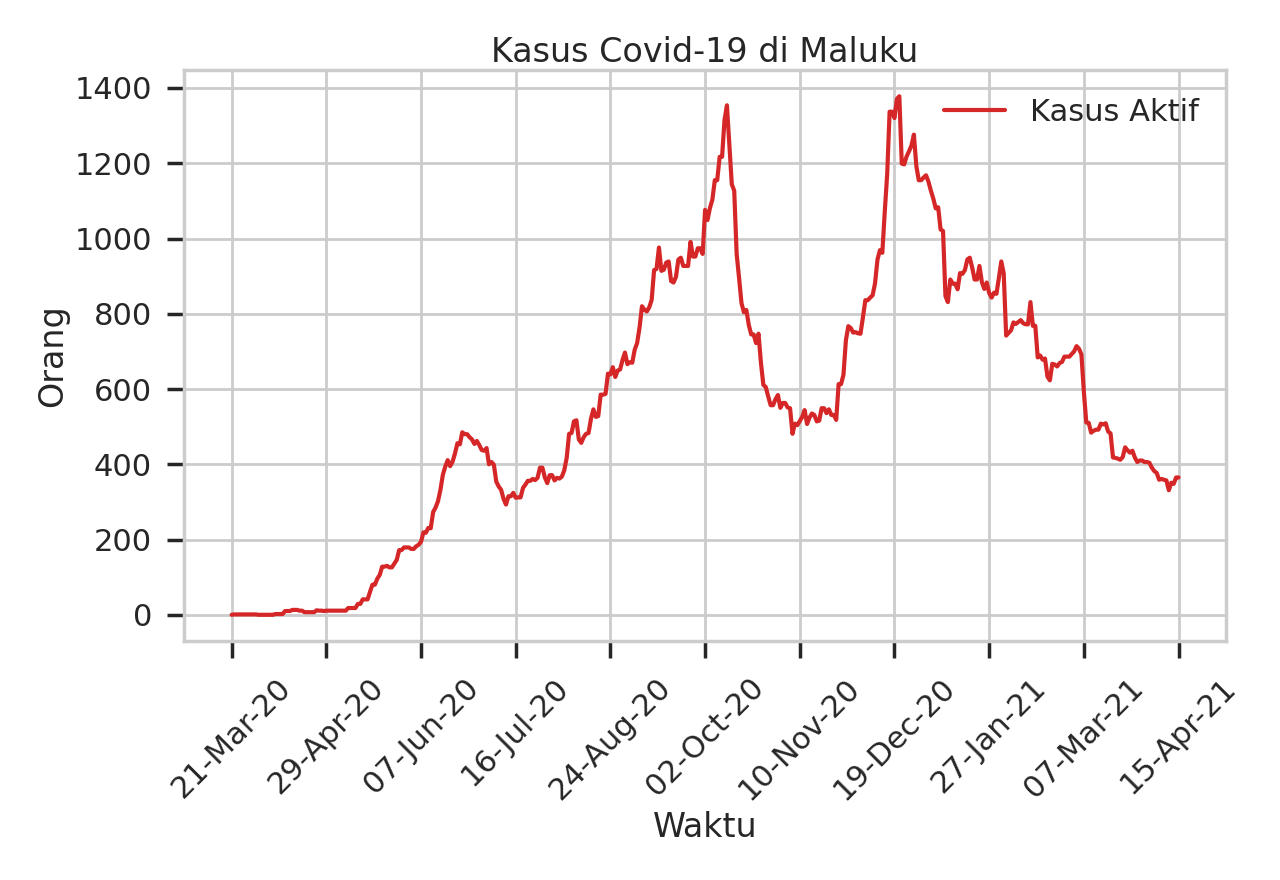 Kasus Covid-19 di Maluku
Kasus Aktif
Orang
1400
1200
1000
800
600
400
200
0
21-Mar-20
29-Apr-20
07-Jun-20
16-Jul-20
24-Aug-20
02-Oct-20
10-Nov-20
19-Dec-20
27-Jan-21
07-Mar-21
15-Apr-21
Waktu